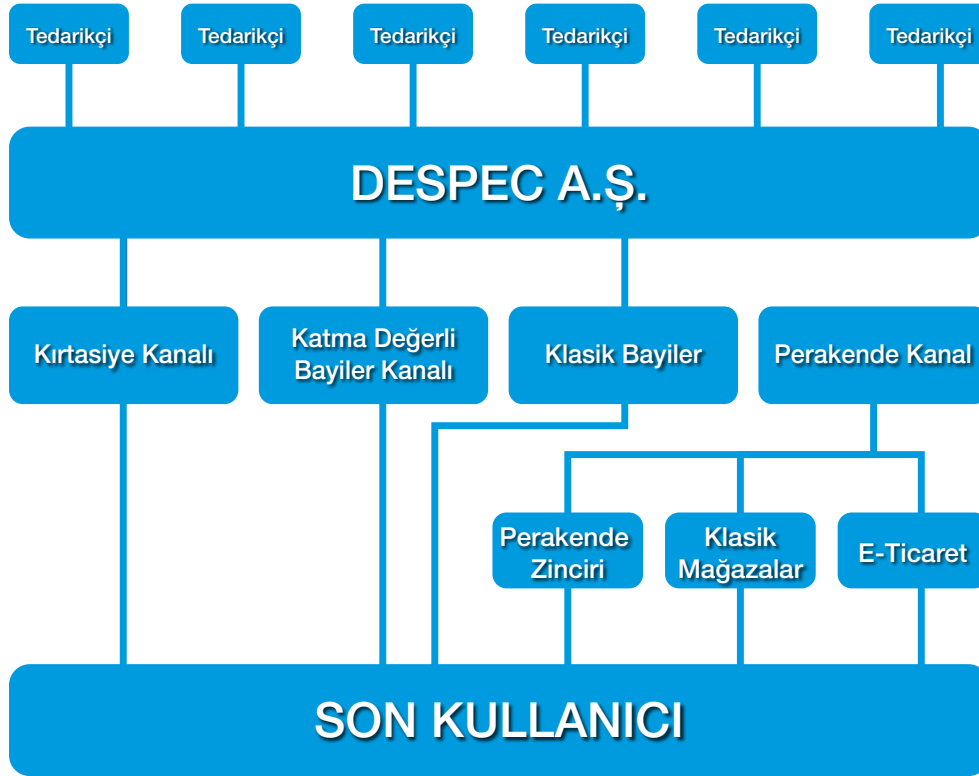 Tedarikçi
Tedarikçi
Tedarikçi
Tedarikçi
Tedarikçi
Tedarikçi
DESPEC A.Ş.
Kırtasiye Kanalı
Katma Değerli
Bayiler Kanalı
Klasik Bayiler
Perakende Kanal
Perakende
Zinciri
Klasik
Mağazalar
E-Ticaret
SON KULLANICI